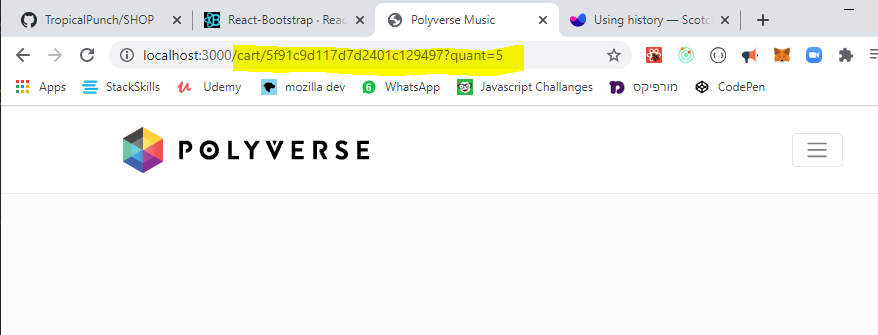 TropicalPunch/SHOP React-Bootstrap · Rea Polyverse Music Using history — Scotc
localhost:3000/cart/5f91c9d117d7d2401c129497?quant=5
Apps StackSkills Udemy mozilla dev WhatsApp Javascript Challanges מורפיקס CodePen
POLYVERSE